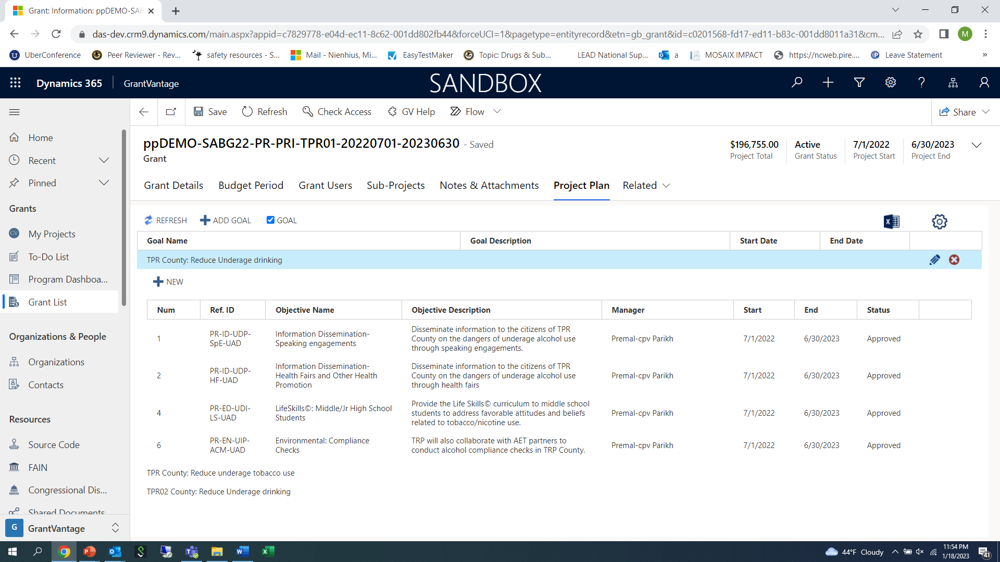 Grant: Information: ppDEMO-SAB
das-dev.crm9.dynamics.com/main.aspx?appid=c7829778-e04d-ec11-8c62-001dd802fb44&forceUCI=1&pagetype=entityrecord&etn=gb_grant&id=c0201568-fd17-ed11-b83c-001dd8011a31&cm...
M
UberConference
Peer Reviewer - Rev...
safety resources - S...
Mail - Nienhius, Mi...
EasyTestMaker
Topic: Drugs & Sub...
LEAD National Sup...
a
MOSAIX IMPACT
https://ncweb.pire....
Leave Statement
»
Dynamics 365
GrantVantage
SANDBOX
Save
Refresh
Check Access
GV Help
Flow
Share
Home
Recent
Pinned
Grants
My Projects
To-Do List
Program Dashboa...
Grant List
Organizations & People
Organizations
Contacts
Resources
Source Code
FAIN
Congressional Dis...
Shared Documents
G GrantVantage
ppDEMO-SABG22-PR-PRI-TPR01-20220701-20230630 - Saved
Grant
$196,755.00
Project Total
Active
Grant Status
7/1/2022
Project Start
6/30/2023
Project End
Grant Details
Budget Period
Grant Users
Sub-Projects
Notes & Attachments
Project Plan
Related
REFRESH
ADD GOAL
GOAL
Goal Name
Goal Description
Start Date
End Date
TPR County: Reduce Underage drinking
NEW
Num
Ref. ID
Objective Name
Objective Description
Manager
Start
End
Status
1
PR-ID-UDP-
SpE-UAD
Information Dissemination-
Speaking engagements
Disseminate information to the citizens of TPR
County on the dangers of underage alcohol use
through speaking engagements.
Premal-cpv Parikh
7/1/2022
6/30/2023
Approved
2
PR-ID-UDP-
HF-UAD
Information Dissemination-
Health Fairs and Other Health
Promotion
Disseminate information to the citizens of TPR
County on the dangers of underage alcohol use
through health fairs
Premal-cpv Parikh
7/1/2022
6/30/2023
Approved
4
PR-ED-UDI-
LS-UAD
LifeSkills©: Middle/Jr High School
Students
Provide the Life Skills© curriculum to middle school
students to address favorable attitudes and beliefs
related to tobacco/nicotine use.
Premal-cpv Parikh
7/1/2022
6/30/2023
Approved
6
PR-EN-UIP-
ACM-UAD
Environmental: Compliance
Checks
TRP will also collaborate with AET partners to
conduct alcohol compliance checks in TRP County.
Premal-cpv Parikh
7/1/2022
6/30/2023
Approved
TPR County: Reduce underage tobacco use
TPR02 County: Reduce Underage drinking
44°F Cloudy
11:54 PM
1/18/2023
41